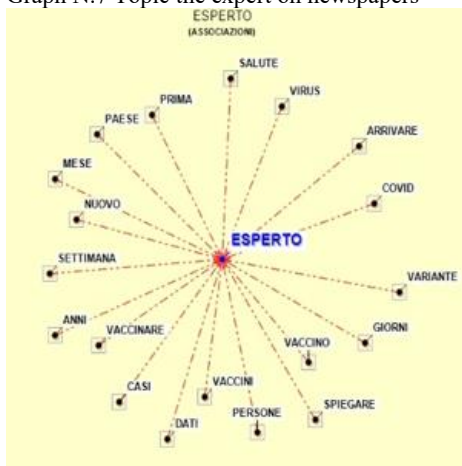 Graph N.7 Topic the expert on newspapers
ESPERTO
(ASSOCIAZIONI)
SALUTE
VIRUS
PRIMA
PAESE
ARRIVARE
MESE
COVID
NUOVO
ESPERTO
SETTIMANA
VARIANTE
ANNI
VACCINARE
GIORNI
VACCINO
CASI
VACCINI
SPIEGARE
PERSONE
DATI